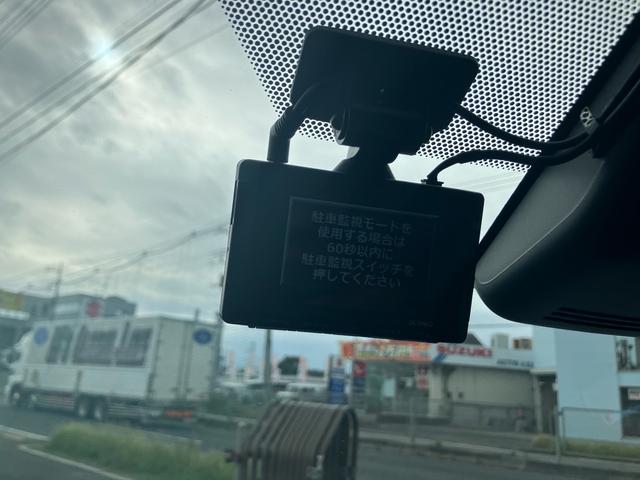 駐車監視モードを
使用する場合は
60秒以内に
駐車監視スイッチを
押してください
SUZUKI